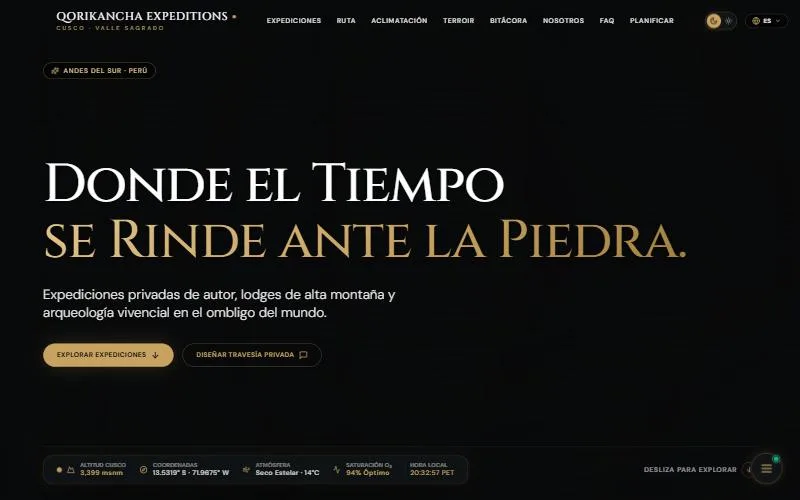 QORIKANCHA EXPEDITIONS
CUSCO · VALLE SAGRADO
EXPEDICIONES RUTA ACLIMATACIÓN TERROIR BITÁCORA NOSOTROS FAQ PLANIFICAR
ES
ANDES DEL SUR · PERÚ
DONDE EL TIEMPO
SE RINDE ANTE LA PIEDRA.
Expediciones privadas de autor, lodges de alta montaña y
arqueología vivencial en el ombligo del mundo.
EXPLORAR EXPEDICIONES
DISEÑAR TRAVESÍA PRIVADA
ALTITUD CUSCO
3,399 msnm
COORDENADAS
13.5319° S · 71.9675° W
ATMÓSFERA
Seco Estelar · 14°C
SATURACIÓN O₂
94% Óptimo
HORA LOCAL
20:32:57 PET
DESLIZA PARA EXPLORAR